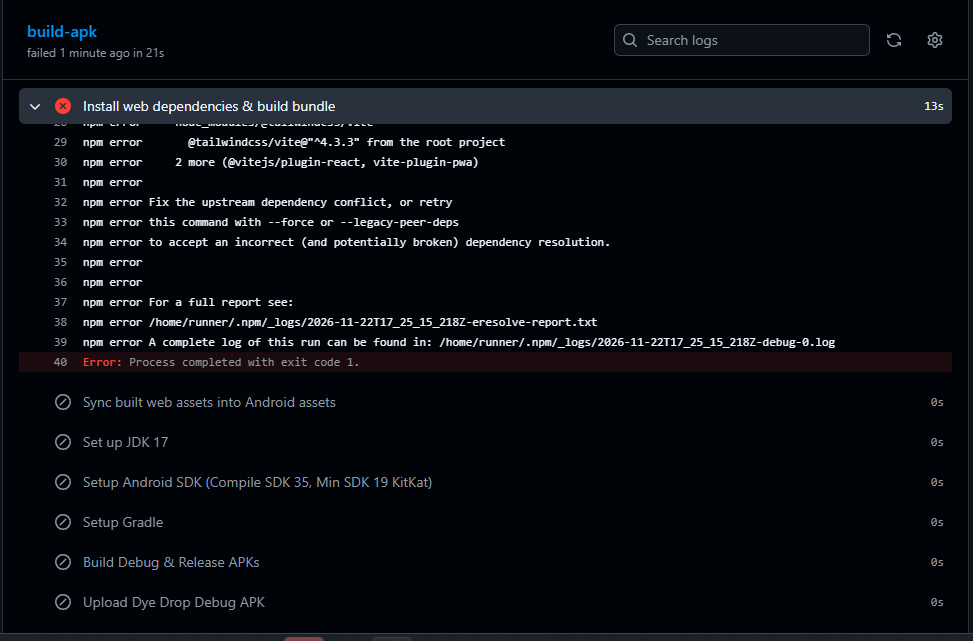 build-apk
failed 1 minute ago in 21s
Search logs
Install web dependencies & build bundle 13s
28 npm error node_modules/@tailwindcss/vite
29 npm error @tailwindcss/vite@"^4.3.3" from the root project
30 npm error 2 more (@vitejs/plugin-react, vite-plugin-pwa)
31 npm error
32 npm error Fix the upstream dependency conflict, or retry
33 npm error this command with --force or --legacy-peer-deps
34 npm error to accept an incorrect (and potentially broken) dependency resolution.
35 npm error
36 npm error
37 npm error For a full report see:
38 npm error /home/runner/.npm/_logs/2026-11-22T17_25_15_218Z-eresolve-report.txt
39 npm error A complete log of this run can be found in: /home/runner/.npm/_logs/2026-11-22T17_25_15_218Z-debug-0.log
40 Error: Process completed with exit code 1.
Sync built web assets into Android assets 0s
Set up JDK 17 0s
Setup Android SDK (Compile SDK 35, Min SDK 19 KitKat) 0s
Setup Gradle 0s
Build Debug & Release APKs 0s
Upload Dye Drop Debug APK 0s